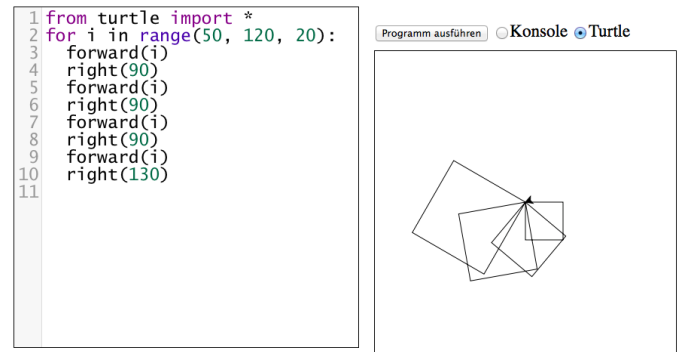 1 from turtle import *
2 for i in range(50, 120, 20):
3   forward(i)
4   right(90)
5   forward(i)
6   right(90)
7   forward(i)
8   right(90)
9   forward(i)
10   right(130)
11
Programm ausführen Konsole Turtle